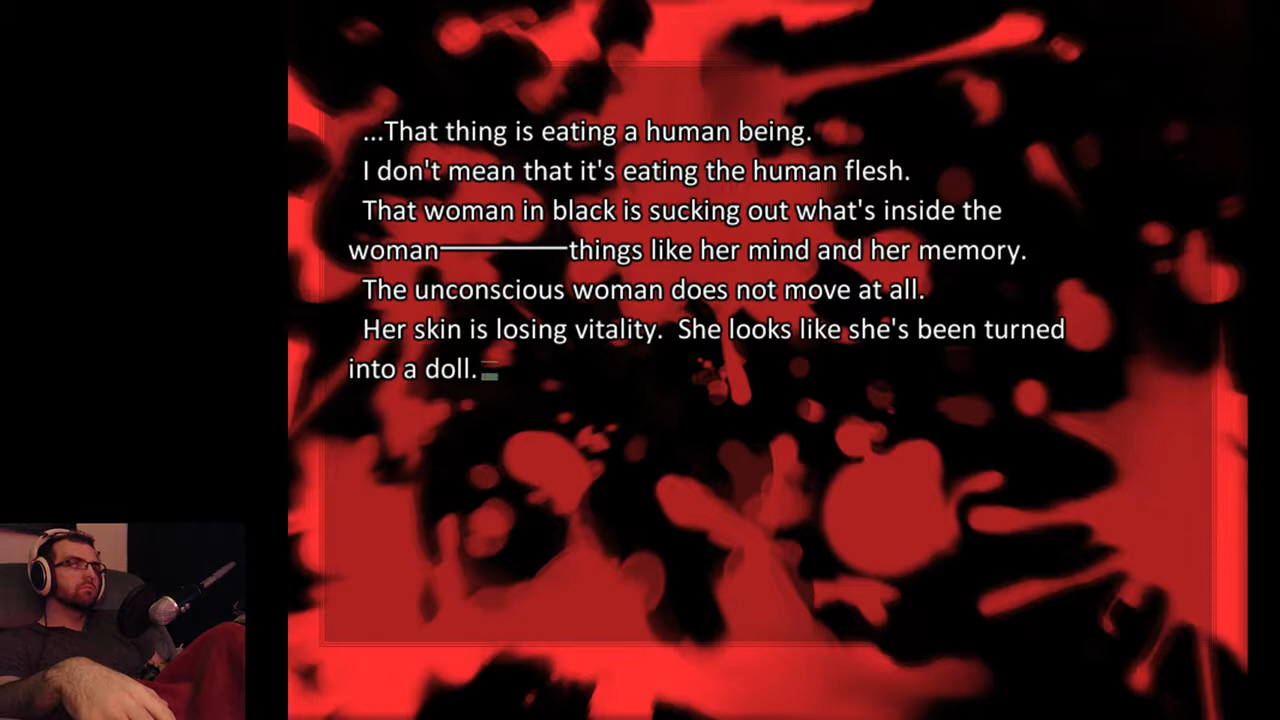 ...That thing is eating a human being.
I don't mean that it's eating the human flesh.
That woman in black is sucking out what's inside the
woman――――things like her mind and her memory.
The unconscious woman does not move at all.
Her skin is losing vitality.  She looks like she's been turned
into a doll.